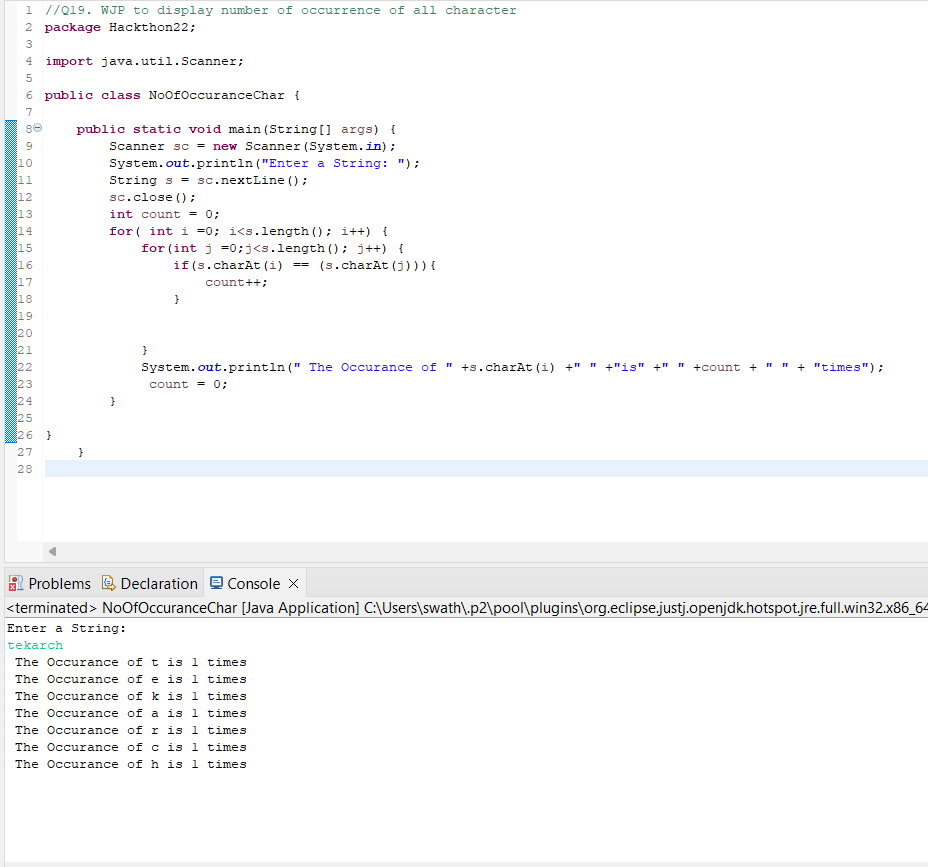 1 //Q19. WJP to display number of occurrence of all character
2 package Hackthon22;
3
4 import java.util.Scanner;
5
6 public class NoOfOccuranceChar {
7
8 public static void main(String[] args) {
9 Scanner sc = new Scanner(System.in);
10 System.out.println("Enter a String: ");
11 String s = sc.nextLine();
12 sc.close();
13 int count = 0;
14 for( int i =0; i<s.length(); i++) {
15 for(int j =0;j<s.length(); j++) {
16 if(s.charAt(i) == (s.charAt(j))){
17 count++;
18 }
19
20
21 }
22 System.out.println(" The Occurance of " +s.charAt(i) +" " +"is" +" " +count + " " + "times");
23 count = 0;
24 }
25
26 }
27 }
28
Problems Declaration Console
<terminated> NoOfOccuranceChar [Java Application] C:\Users\swath\.p2\pool\plugins\org.eclipse.justj.openjdk.hotspot.jre.full.win32.x86_64
Enter a String:
tekarch
The Occurance of t is 1 times
The Occurance of e is 1 times
The Occurance of k is 1 times
The Occurance of a is 1 times
The Occurance of r is 1 times
The Occurance of c is 1 times
The Occurance of h is 1 times